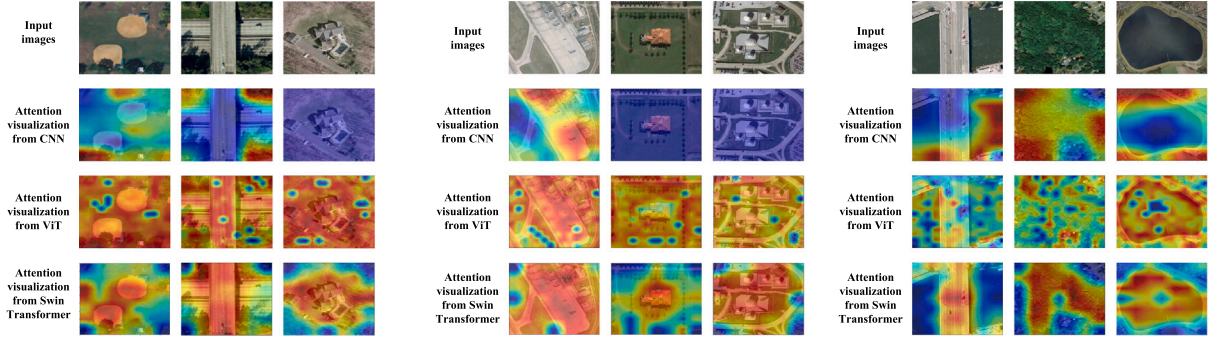 Input
images
Attention
visualization
from CNN
Attention
visualization
from ViT
Attention
visualization
from Swin
Transformer
Input
images
Attention
visualization
from CNN
Attention
visualization
from ViT
Attention
visualization
from Swin
Transformer
Input
images
Attention
visualization
from CNN
Attention
visualization
from ViT
Attention
visualization
from Swin
Transformer